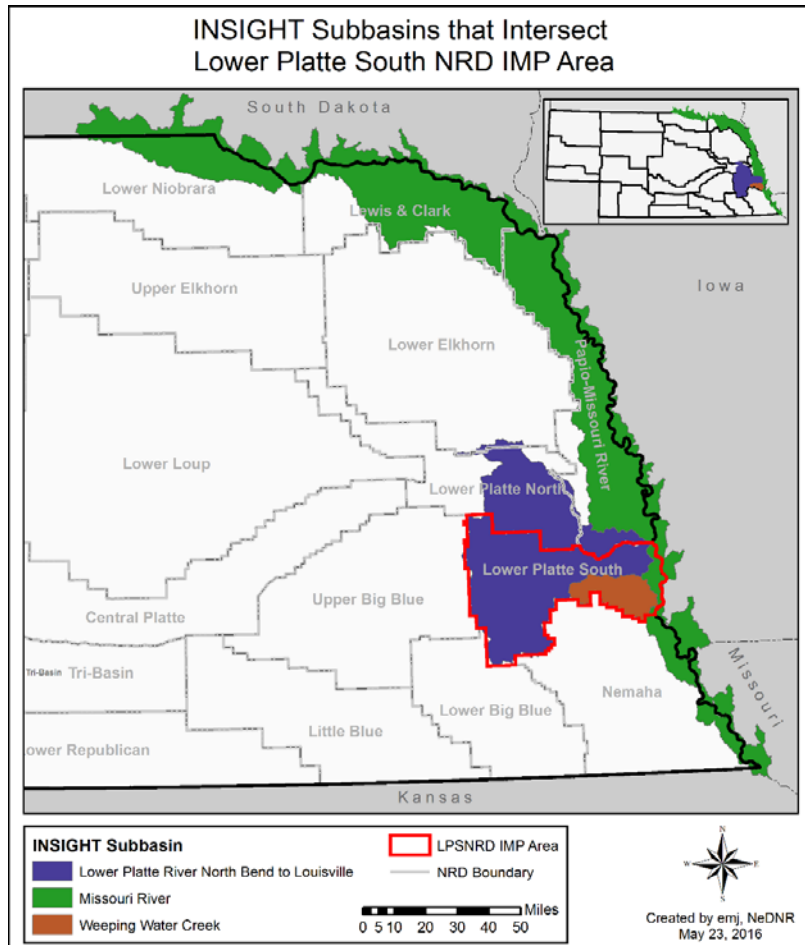 INSIGHT Subbasins that Intersect
Lower Platte South NRD IMP Area
South Dakota
Lower Niobrara
Lewis & Clark
Iowa
Upper Elkhorn
Lower Elkhorn
Papio-Missouri River
Lower Loup
Lower Platte North
Lower Platte South
Upper Big Blue
Central Platte
Tri-Basin
Tri-Basin
Missouri
Nemaha
Lower Big Blue
Little Blue
ower Republican
Kansas
INSIGHT Subbasin
Lower Platte River North Bend to Louisville
Missouri River
Weeping Water Creek
LPSNRD IMP Area
NRD Boundary
Miles
0 5 10 20 30 40 50
N
W E
S
Created by emj, NeDNR
May 23, 2016